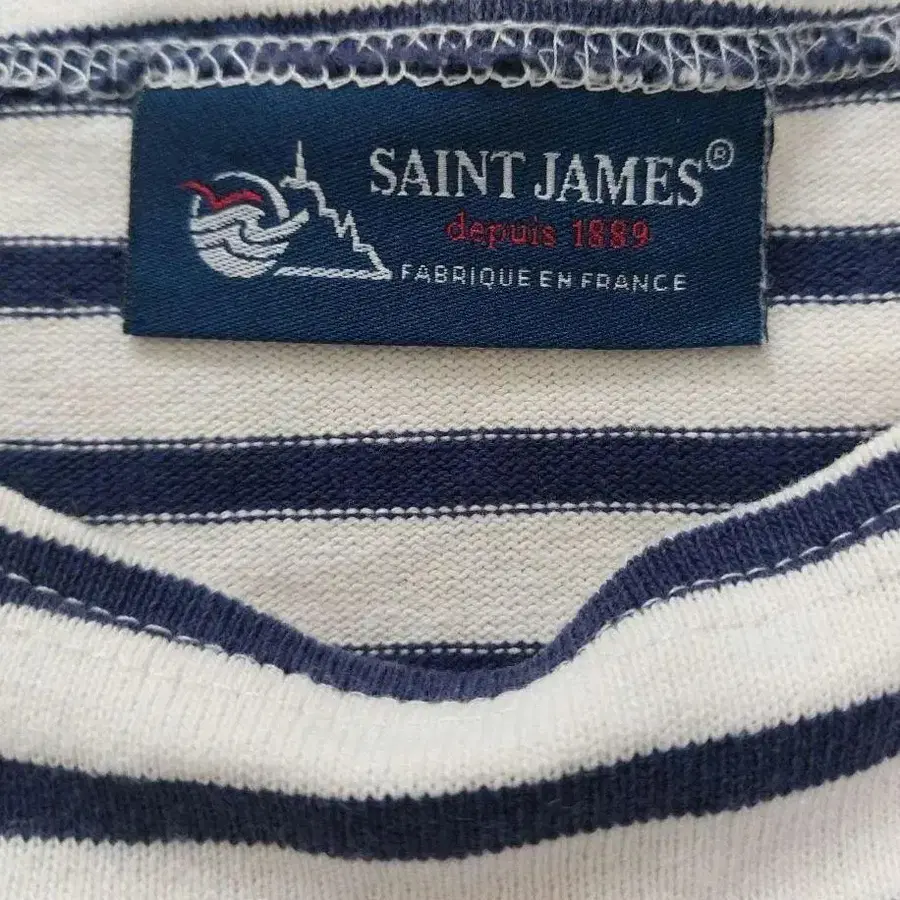 SAINT JAMES®
depuis 1889
FABRIQUE EN FRANCE